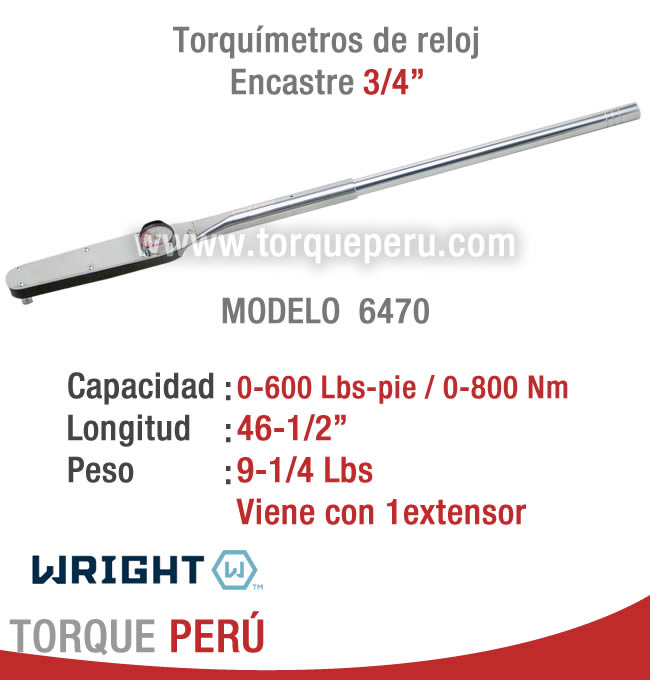 Torquímetros de reloj
Encastre 3/4”
www.torqueperu.com
MODELO 6470
Capacidad : 0-600 Lbs-pie / 0-800 Nm
Longitud : 46-1/2”
Peso : 9-1/4 Lbs
Viene con 1extensor
WRIGHT W ™
TORQUE PERÚ